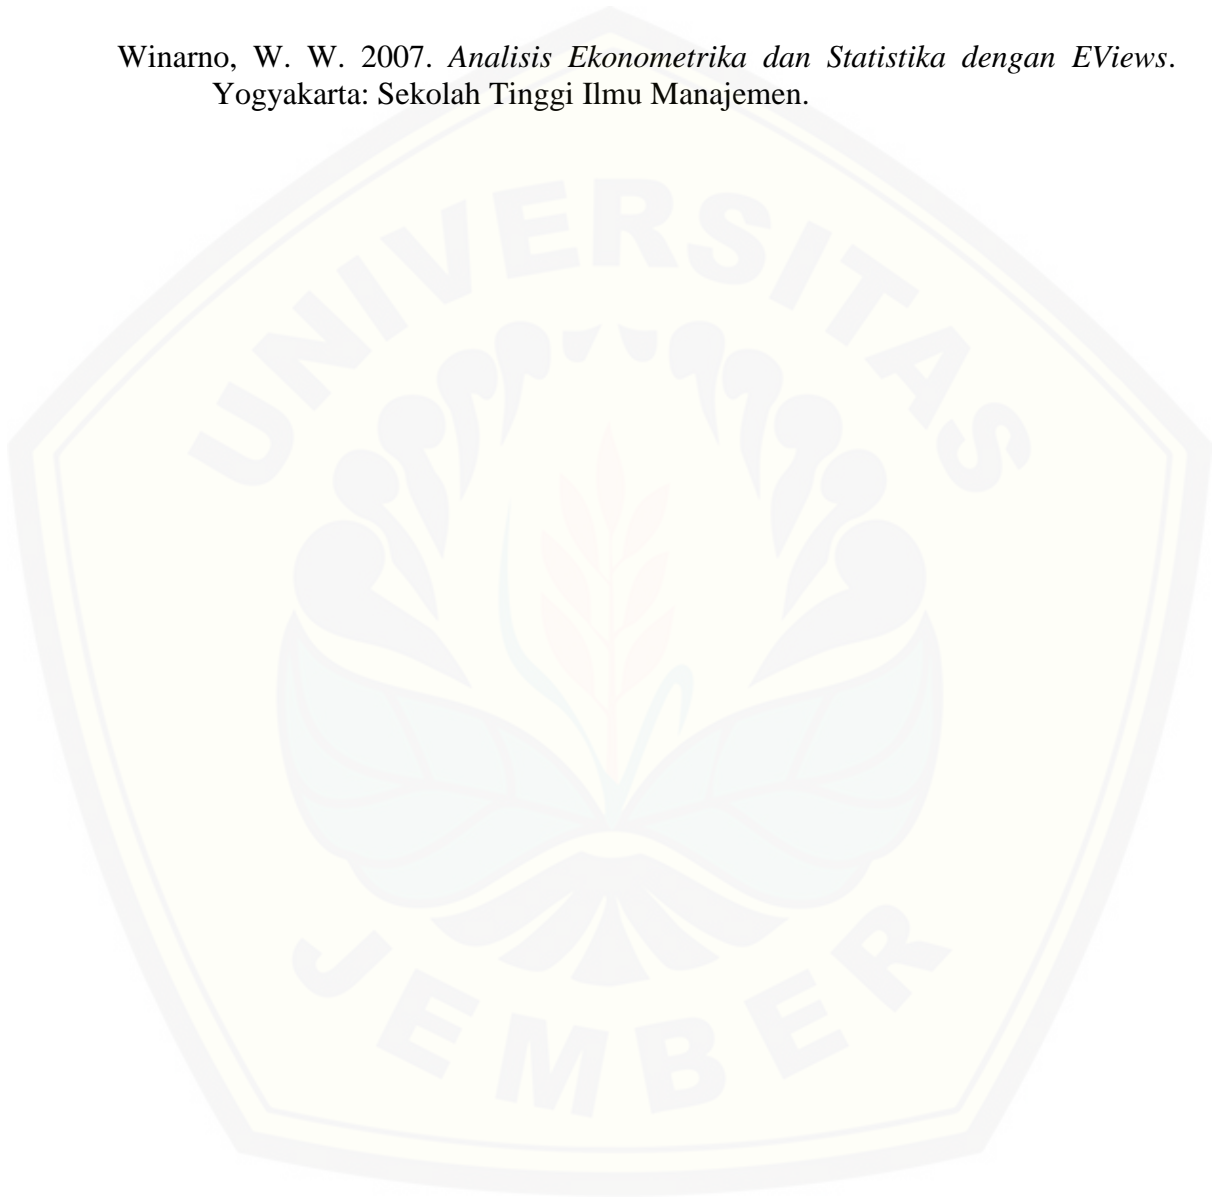 Winarno, W. W. 2007. Analisis Ekonometrika dan Statistika dengan EViews.
Yogyakarta: Sekolah Tinggi Ilmu Manajemen.
UNIVERSITAS
JEMBER